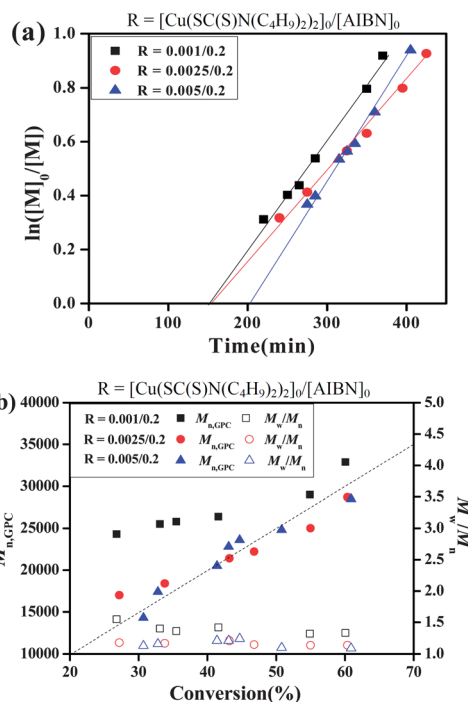 (a)
R = [Cu(SC(S)N(C4H9)2)2]0/[AIBN]0
R = 0.001/0.2
R = 0.0025/0.2
R = 0.005/0.2
ln([M]0/[M])
1.0
0.8
0.6
0.4
0.2
0.0
0 100 200 300 400
Time(min)
b)
R = [Cu(SC(S)N(C4H9)2)2]0/[AIBN]0
R = 0.001/0.2 Mn,GPC Mw/Mn
R = 0.0025/0.2 Mn,GPC Mw/Mn
R = 0.005/0.2 Mn,GPC Mw/Mn
Mn,GPC
40000
35000
30000
25000
20000
15000
10000
5.0
4.5
4.0
3.5
3.0
2.5
2.0
1.5
1.0
Mw/Mn
20 30 40 50 60 70
Conversion(%)